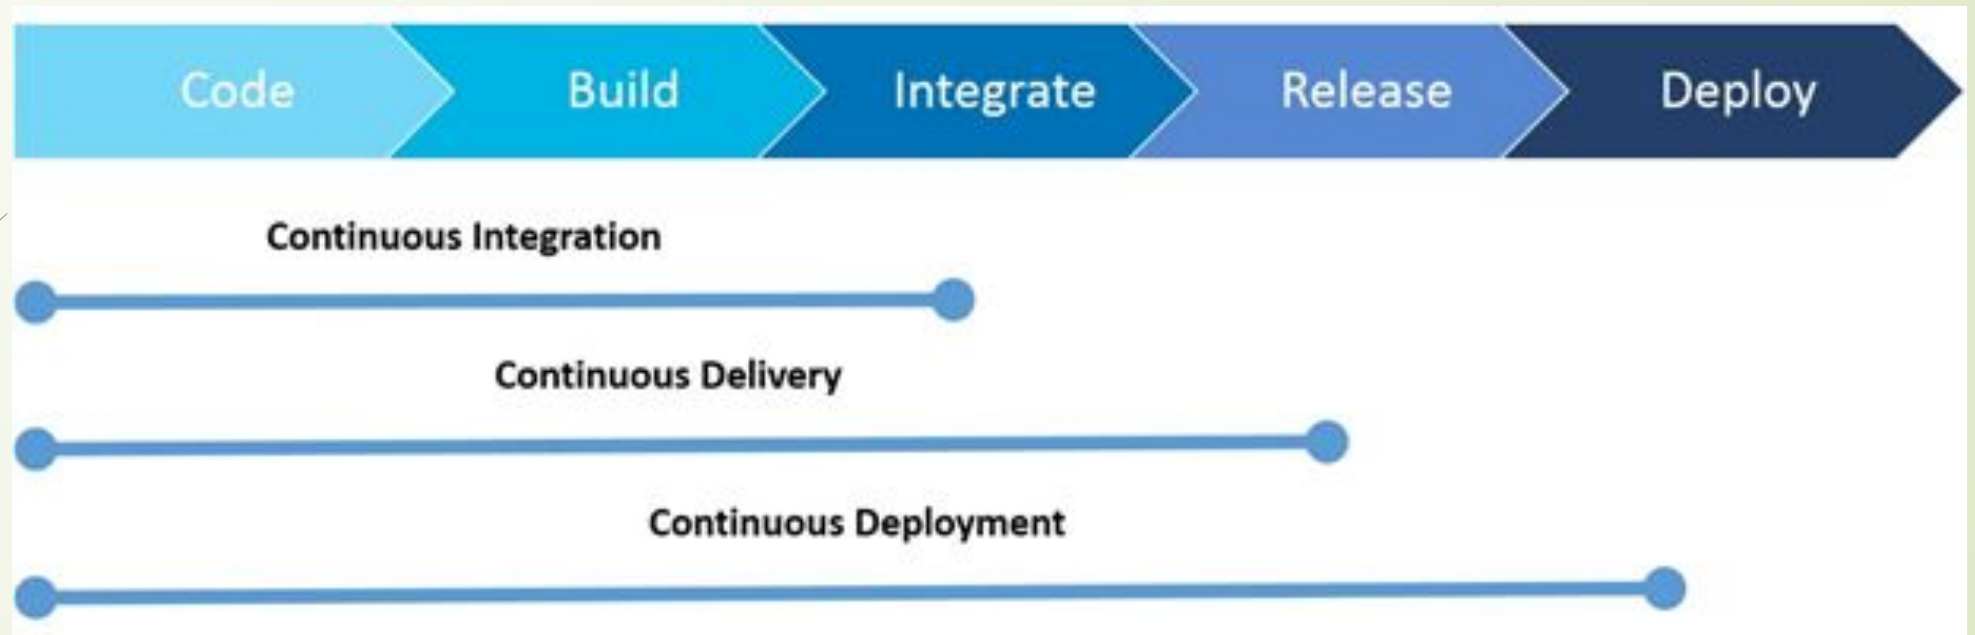 Code Build Integrate Release Deploy
Continuous Integration
Continuous Delivery
Continuous Deployment